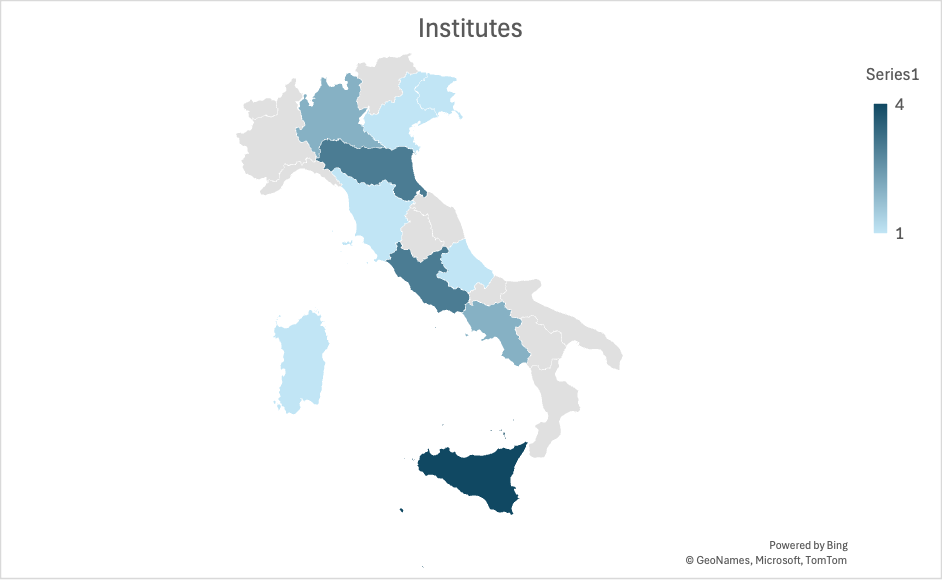 Institutes
Series1
4
1
Powered by Bing
© GeoNames, Microsoft, TomTom